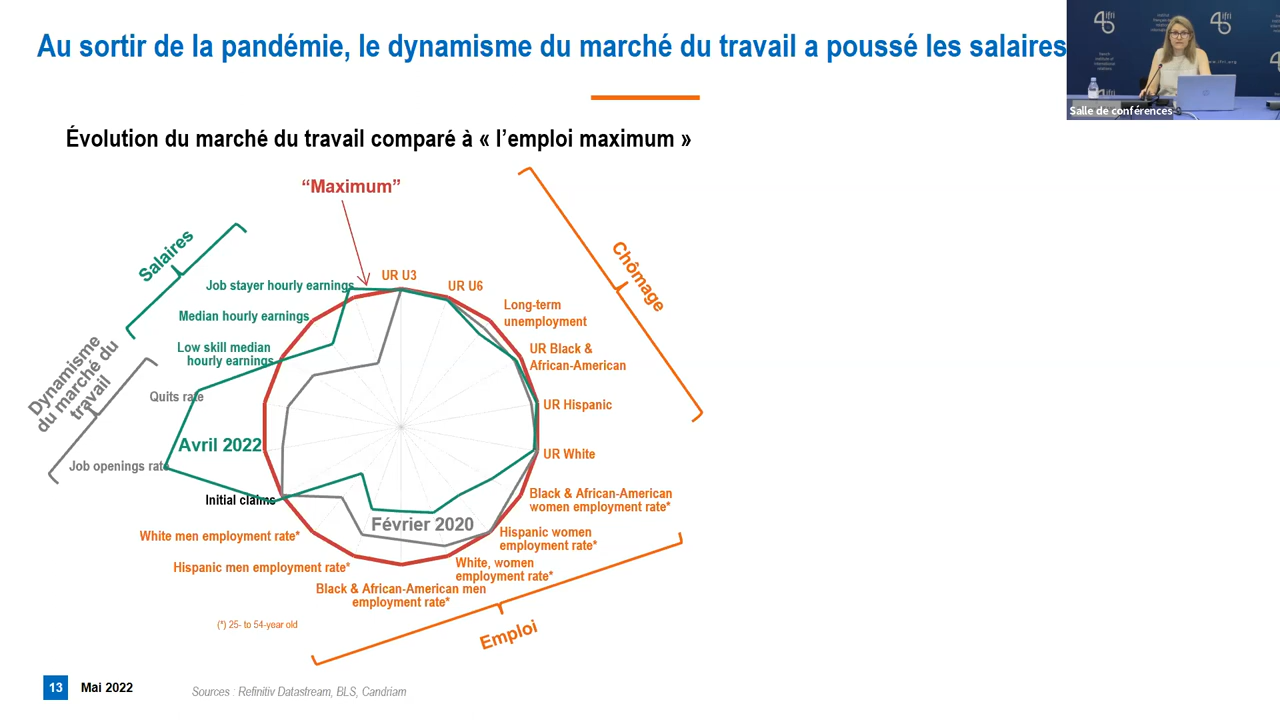 Au sortir de la pandémie, le dynamisme du marché du travail a poussé les salaires
ifri
ifri
www.ifri.org
Salle de conférences
Évolution du marché du travail comparé à « l’emploi maximum »
“Maximum”
Salaires
Chômage
UR U3
UR U6
Job stayer hourly earnings
Long-term
unemployment
Median hourly earnings
Low skill median
hourly earnings
UR Black &
African-American
Dynamisme
du marché du
travail
Quits rate
UR Hispanic
Avril 2022
UR White
Job openings rate
Initial claims
Black & African-American
women employment rate*
Février 2020
White men employment rate*
Hispanic women
employment rate*
Hispanic men employment rate*
White, women
employment rate*
Black & African-American men
employment rate*
(*) 25- to 54-year old
Emploi
13
Mai 2022
Sources : Refinitiv Datastream, BLS, Candriam